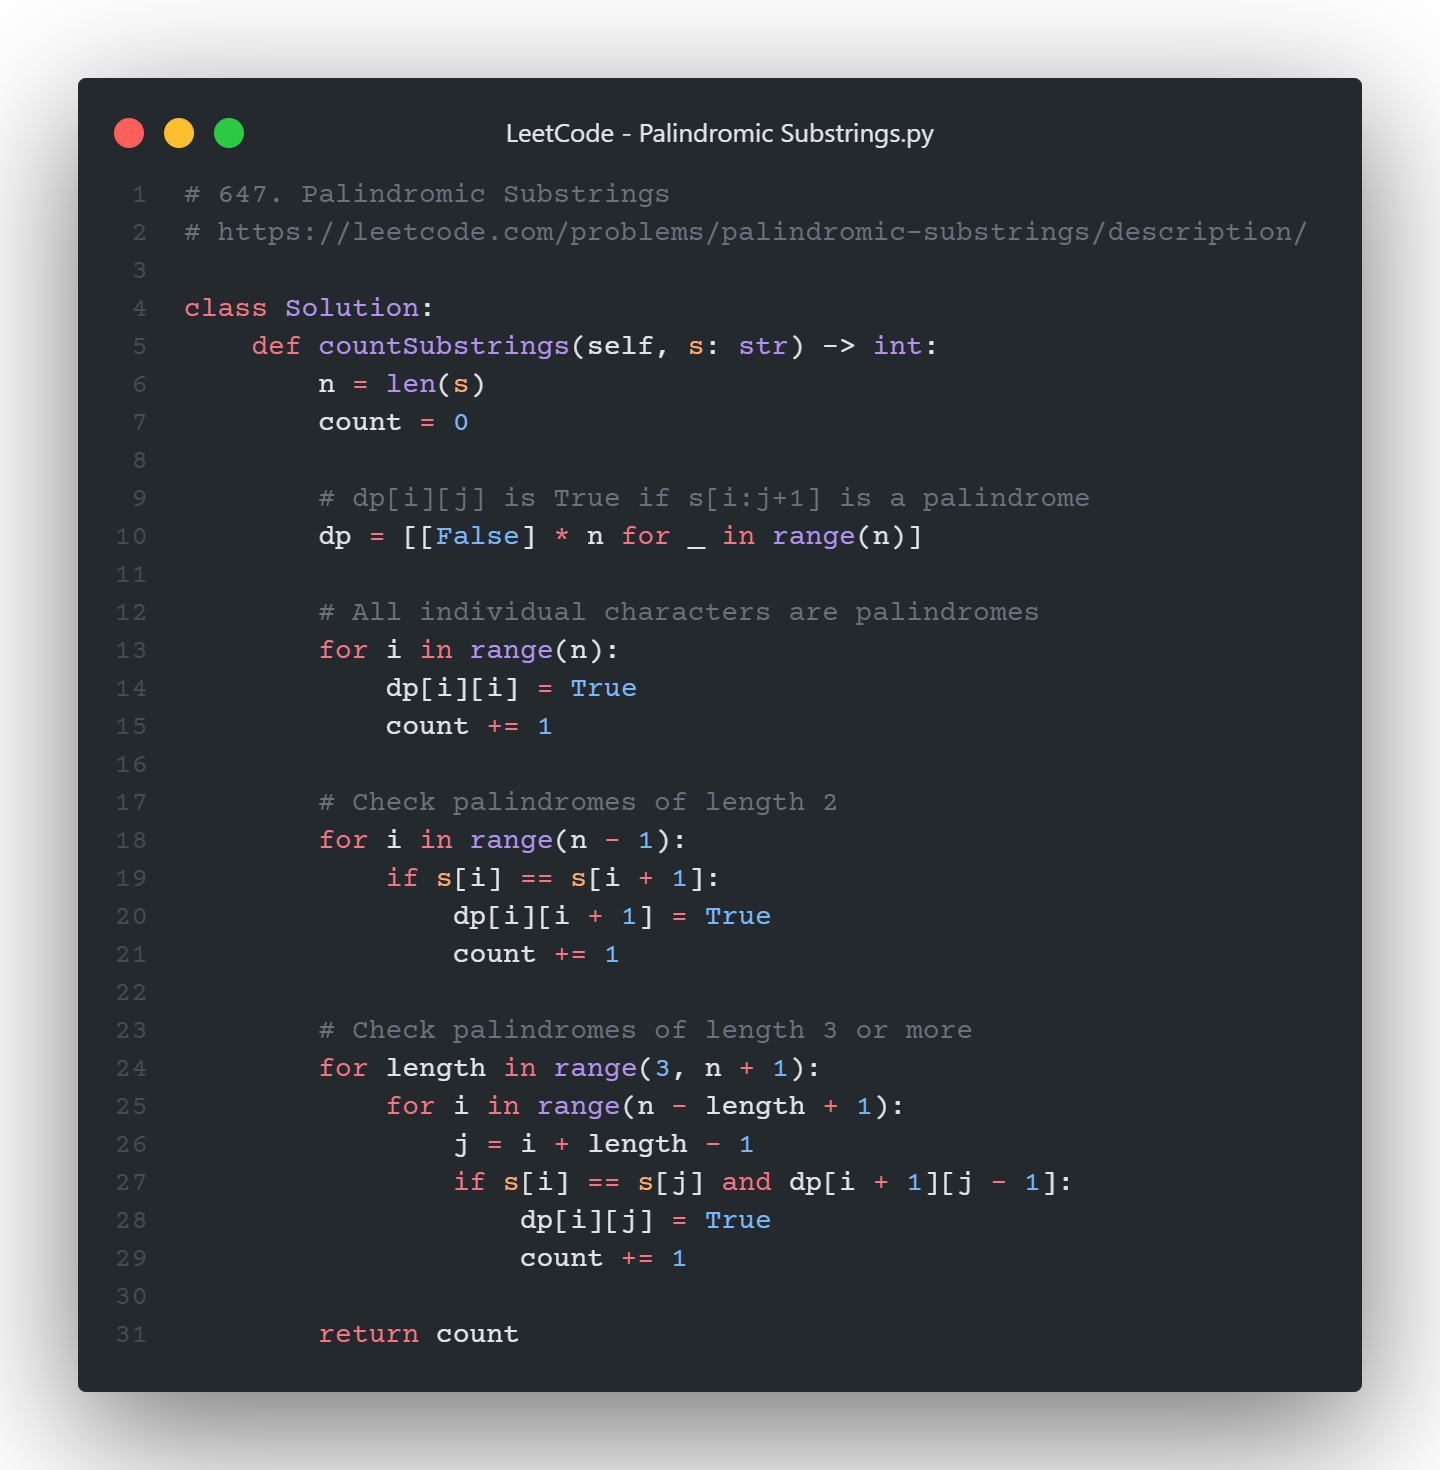 LeetCode - Palindromic Substrings.py
1 # 647. Palindromic Substrings
2 # https://leetcode.com/problems/palindromic-substrings/description/
3
4 class Solution:
5     def countSubstrings(self, s: str) -> int:
6         n = len(s)
7         count = 0
8
9         # dp[i][j] is True if s[i:j+1] is a palindrome
10         dp = [[False] * n for _ in range(n)]
11
12         # All individual characters are palindromes
13         for i in range(n):
14             dp[i][i] = True
15             count += 1
16
17         # Check palindromes of length 2
18         for i in range(n - 1):
19             if s[i] == s[i + 1]:
20                 dp[i][i + 1] = True
21                 count += 1
22
23         # Check palindromes of length 3 or more
24         for length in range(3, n + 1):
25             for i in range(n - length + 1):
26                 j = i + length - 1
27                 if s[i] == s[j] and dp[i + 1][j - 1]:
28                     dp[i][j] = True
29                     count += 1
30
31         return count